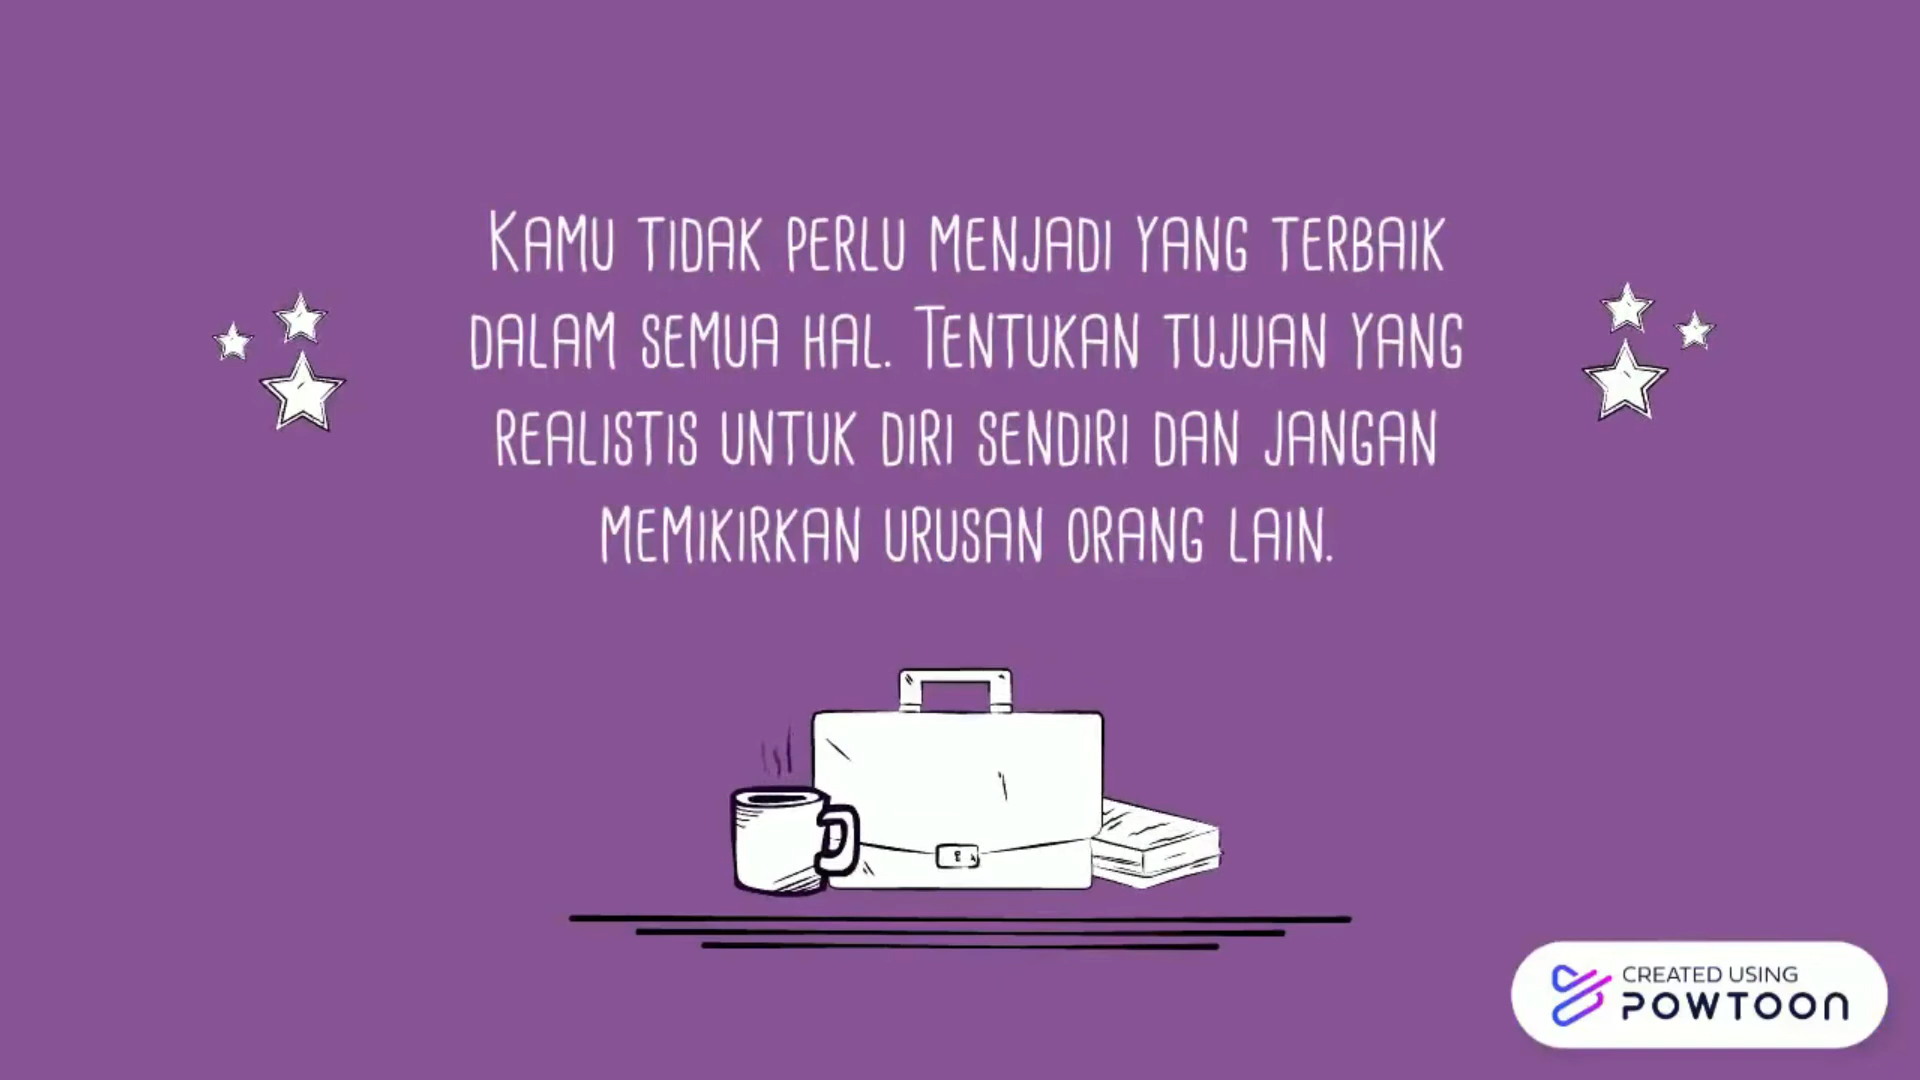 Kamu tidak perlu menjadi yang terbaik
dalam semua hal. Tentukan tujuan yang
realistis untuk diri sendiri dan jangan
memikirkan urusan orang lain.
CREATED USING
POWTOON